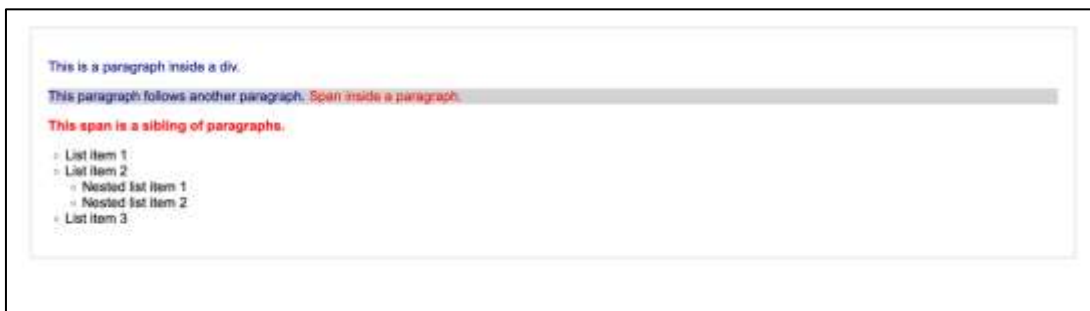 This is a paragraph inside a div.
This paragraph follows another paragraph. Span inside a paragraph.
This span is a sibling of paragraphs.
List item 1
List item 2
Nested list item 1
Nested list item 2
List item 3